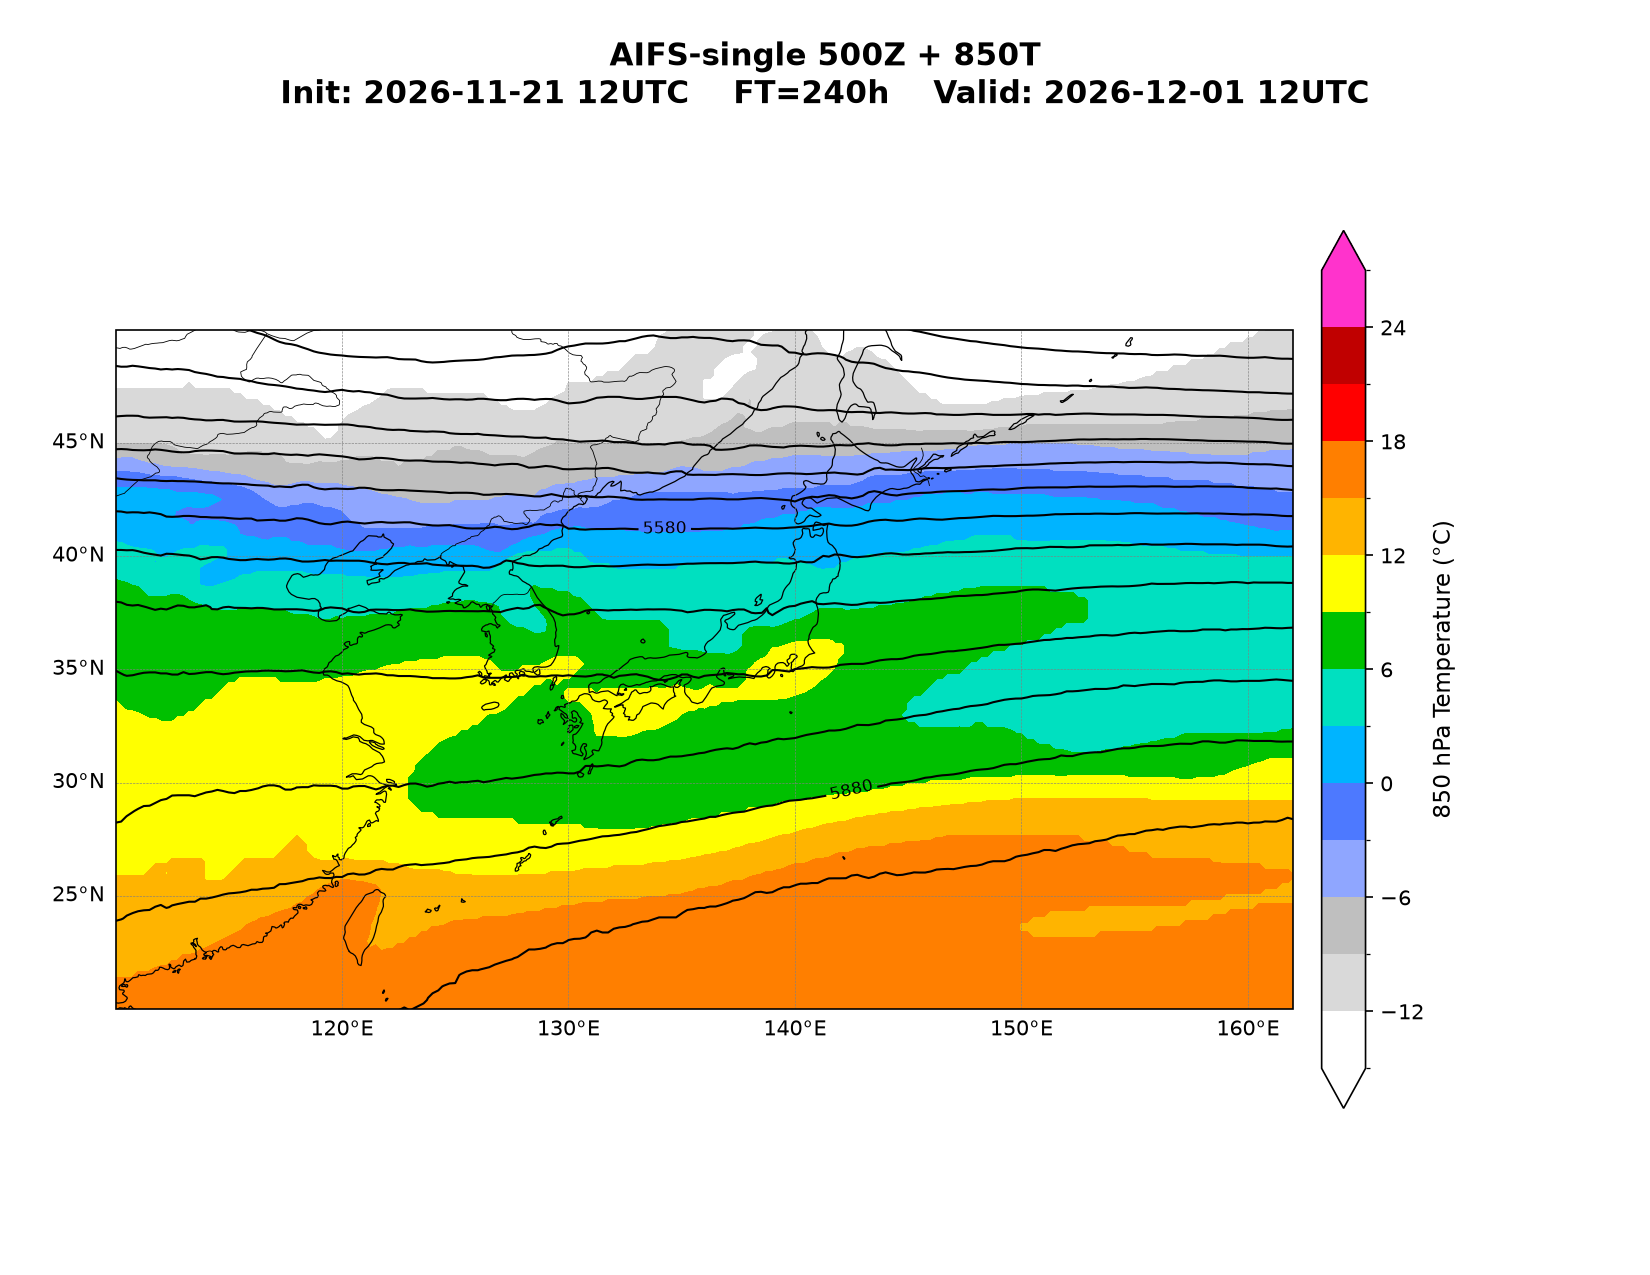 AIFS-single 500Z + 850T
Init: 2026-11-21 12UTC    FT=240h    Valid: 2026-12-01 12UTC
45°N
40°N
35°N
30°N
25°N
120°E
130°E
140°E
150°E
160°E
5580
5880
24
18
12
6
0
−6
−12
850 hPa Temperature (°C)